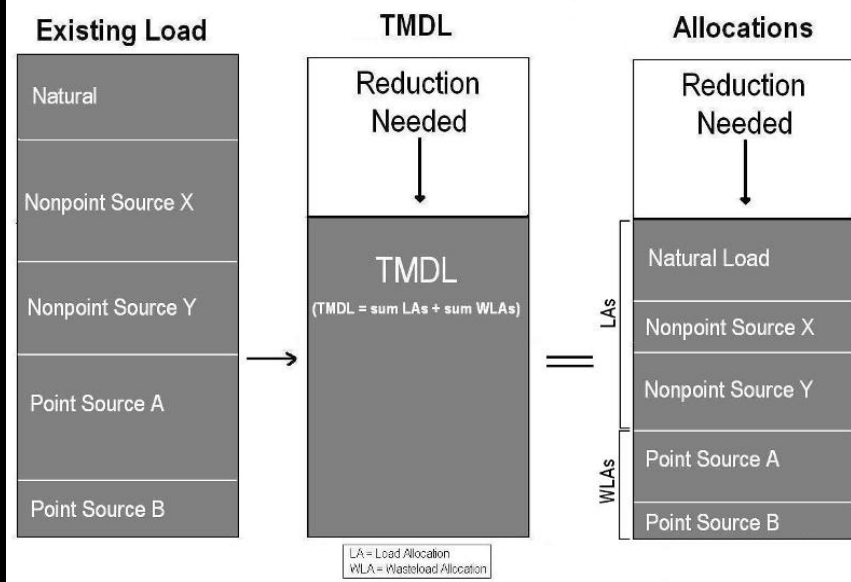 Existing Load
Natural
Nonpoint Source X
Nonpoint Source Y
Point Source A
Point Source B
TMDL
Reduction
Needed
TMDL
(TMDL = sum LAs + sum WLAs)
LA = Load Allocation
WLA = Wasteload Allocation
Allocations
Reduction
Needed
LAs
Natural Load
Nonpoint Source X
Nonpoint Source Y
WLAs
Point Source A
Point Source B